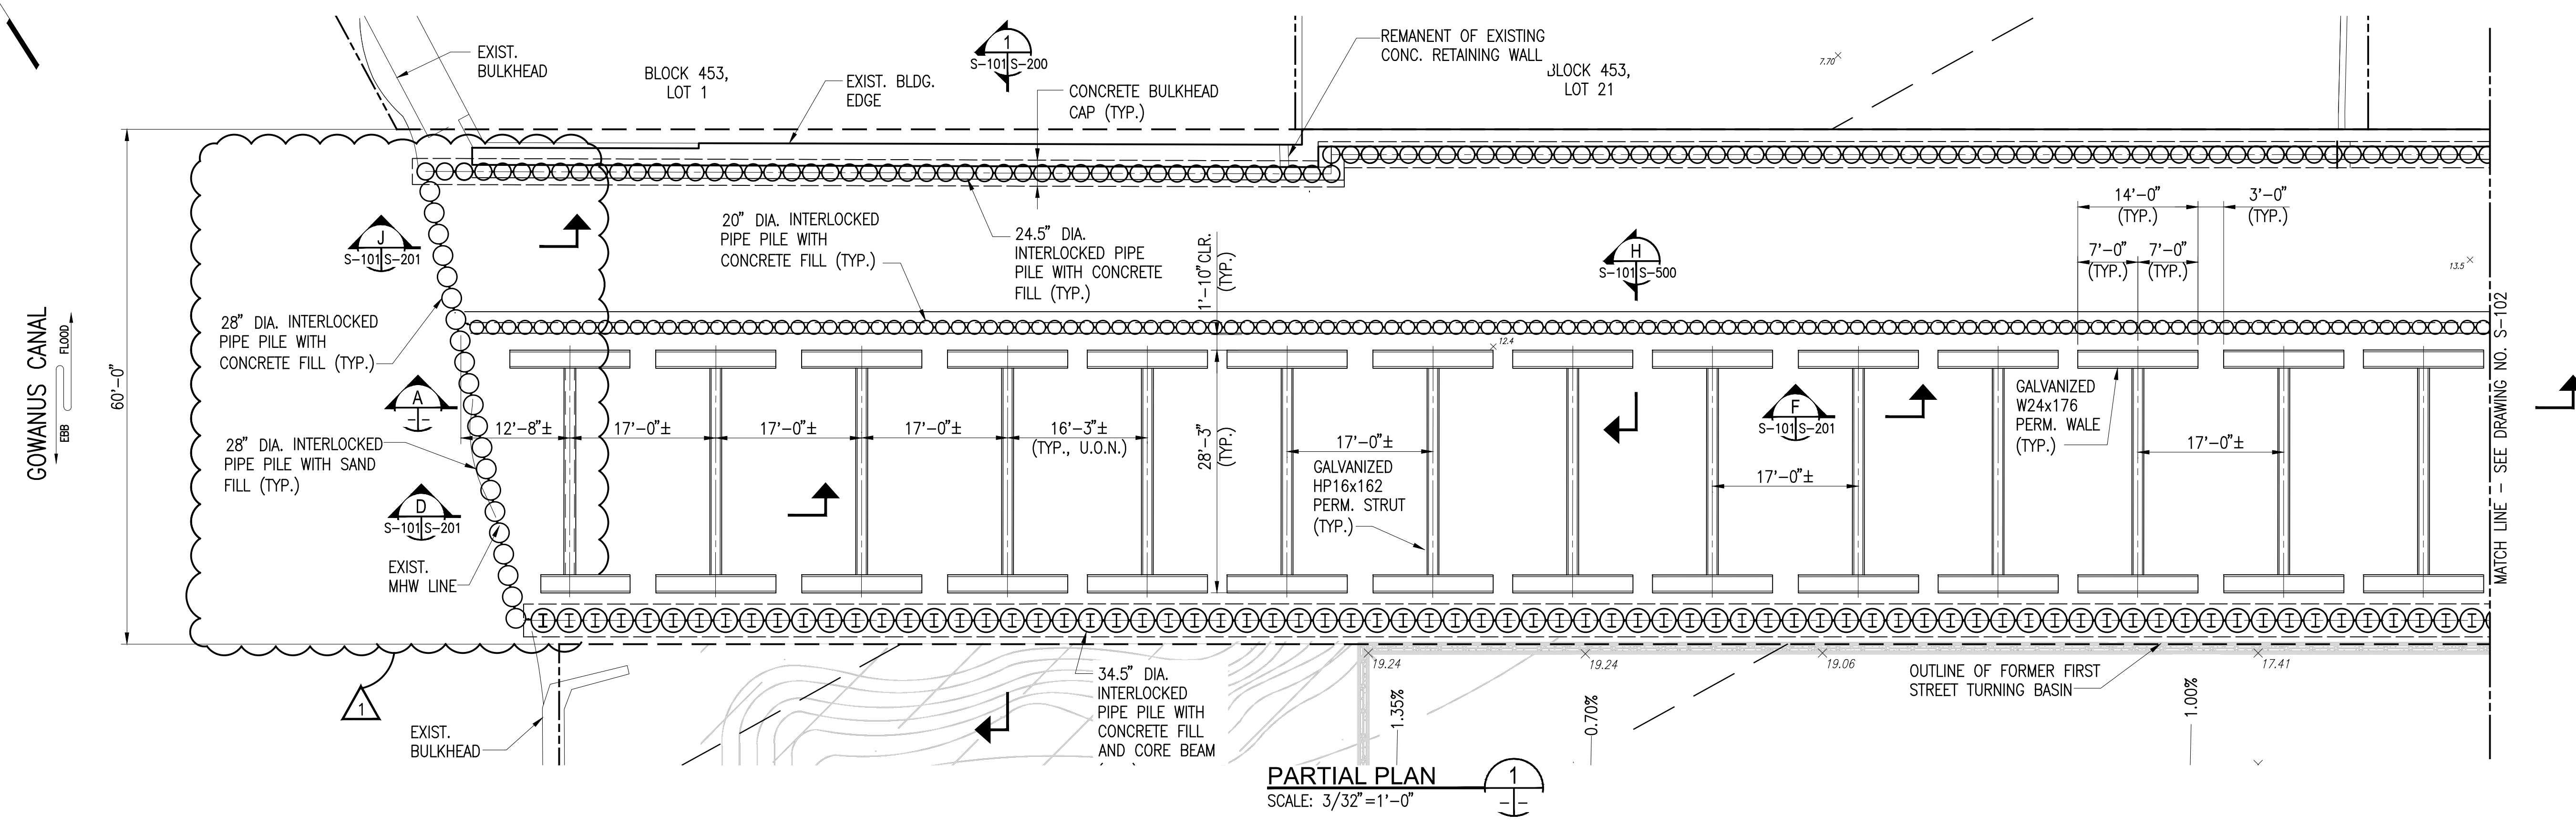 EXIST.
BULKHEAD
BLOCK 453,
LOT 1
EXIST. BLDG.
EDGE
1
S-101 S-200
CONCRETE BULKHEAD
CAP (TYP.)
REMANENT OF EXISTING
CONC. RETAINING WALL
BLOCK 453,
LOT 21
7.70
14'-0"
(TYP.)
3'-0"
(TYP.)
7'-0"
(TYP.)
7'-0"
(TYP.)
13.5
J
S-101 S-201
20" DIA. INTERLOCKED
PIPE PILE WITH
CONCRETE FILL (TYP.)
24.5" DIA.
INTERLOCKED PIPE
PILE WITH CONCRETE
FILL (TYP.)
1'-10"CLR.
(TYP.)
H
S-101 S-500
28" DIA. INTERLOCKED
PIPE PILE WITH
CONCRETE FILL (TYP.)
GOWANUS CANAL
EBB
FLOOD
60'-0"
12.4
A
--
28" DIA. INTERLOCKED
PIPE PILE WITH SAND
FILL (TYP.)
12'-8"±
17'-0"±
17'-0"±
17'-0"±
16'-3"±
(TYP., U.O.N.)
28'-3"
(TYP.)
17'-0"±
GALVANIZED
HP16x162
PERM. STRUT
(TYP.)
17'-0"±
F
S-101 S-201
GALVANIZED
W24x176
PERM. WALE
(TYP.)
17'-0"±
MATCH LINE - SEE DRAWING NO. S-102
D
S-101 S-201
EXIST.
MHW LINE
1
EXIST.
BULKHEAD
34.5" DIA.
INTERLOCKED
PIPE PILE WITH
CONCRETE FILL
AND CORE BEAM
19.24
19.24
19.06
17.41
1.35%
0.70%
1.00%
OUTLINE OF FORMER FIRST
STREET TURNING BASIN
PARTIAL PLAN
SCALE: 3/32"=1'-0"
1
--